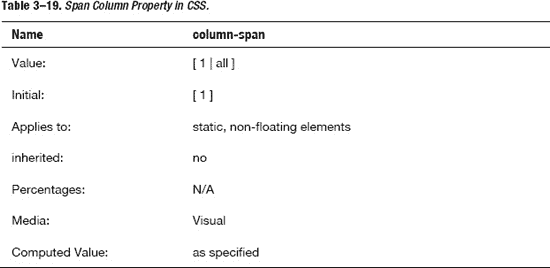 Table 3–19. Span Column Property in CSS.
Name column-span
Value: [ 1 | all ]
Initial: [ 1 ]
Applies to: static, non-floating elements
inherited: no
Percentages: N/A
Media: Visual
Computed Value: as specified